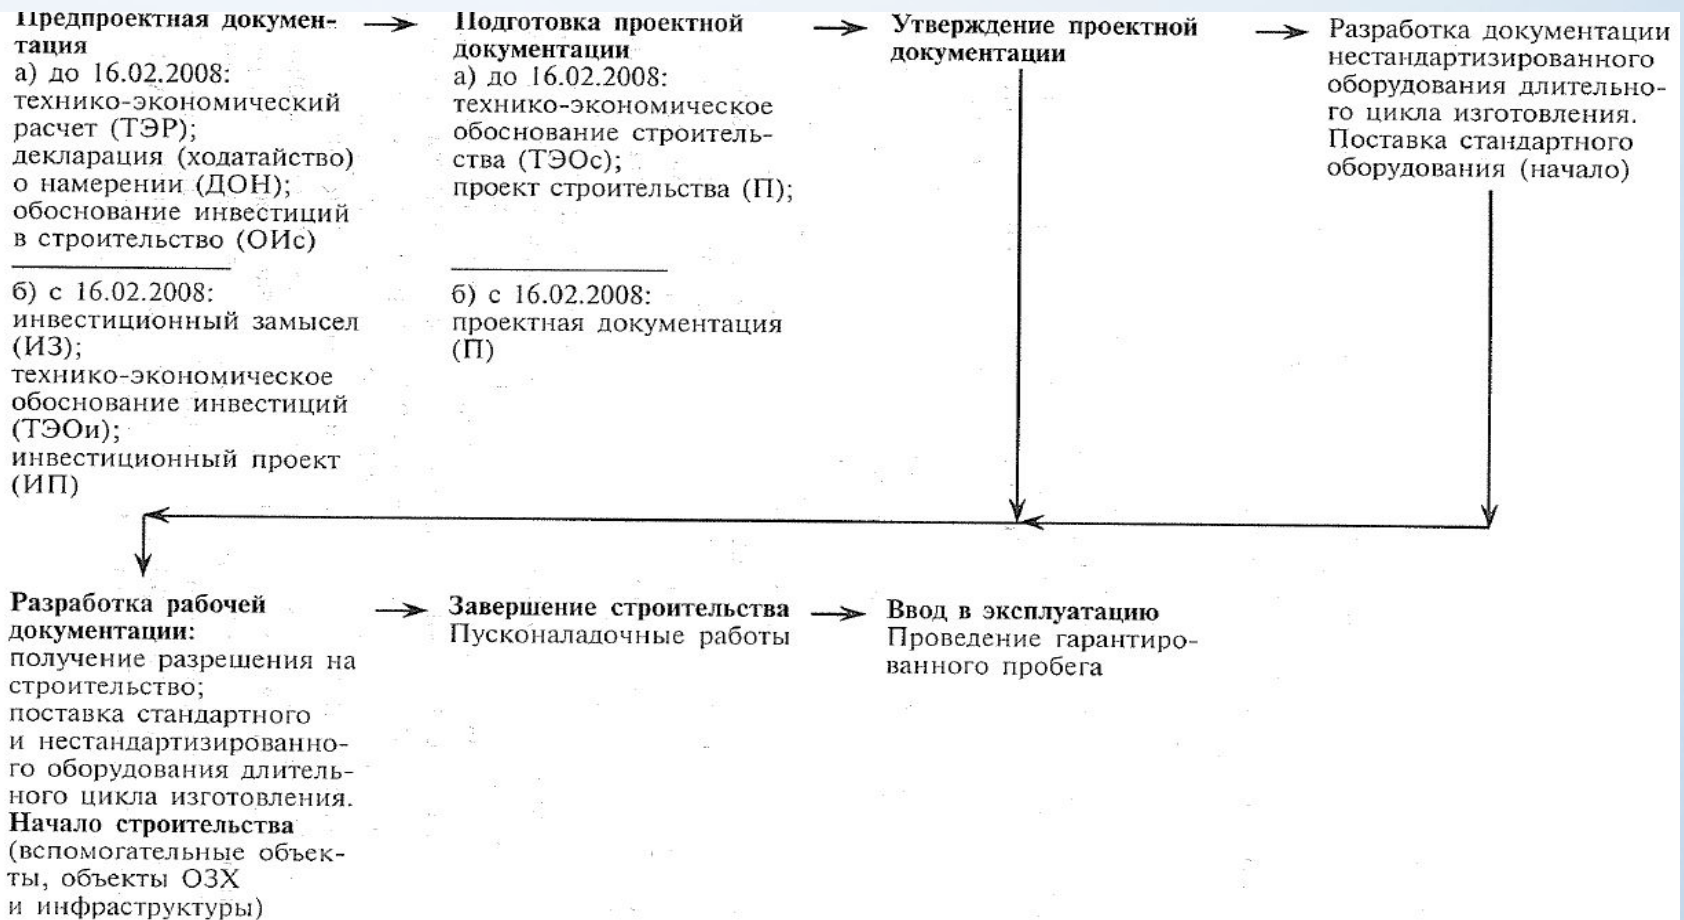 Предпроектная докумен-
тация
а) до 16.02.2008:
технико-экономический
расчет (ТЭР);
декларация (ходатайство)
о намерении (ДОН);
обоснование инвестиций
в строительство (ОИс)
б) с 16.02.2008:
инвестиционный замысел
(ИЗ);
технико-экономическое
обоснование инвестиций
(ТЭОи);
инвестиционный проект
(ИП)
Подготовка проектной
документации
а) до 16.02.2008:
технико-экономическое
обоснование строитель-
ства (ТЭОс);
проект строительства (П);
б) с 16.02.2008:
проектная документация
(П)
Утверждение проектной
документации
Разработка документации
нестандартизированного
оборудования длительно-
го цикла изготовления.
Поставка стандартного
оборудования (начало)
Разработка рабочей
документации:
получение разрешения на
строительство;
поставка стандартного
и нестандартизированно-
го оборудования длитель-
ного цикла изготовления.
Начало строительства
(вспомогательные объек-
ты, объекты ОЗХ
и инфраструктуры)
Завершение строительства
Пусконаладочные работы
Ввод в эксплуатацию
Проведение гарантиро-
ванного пробега